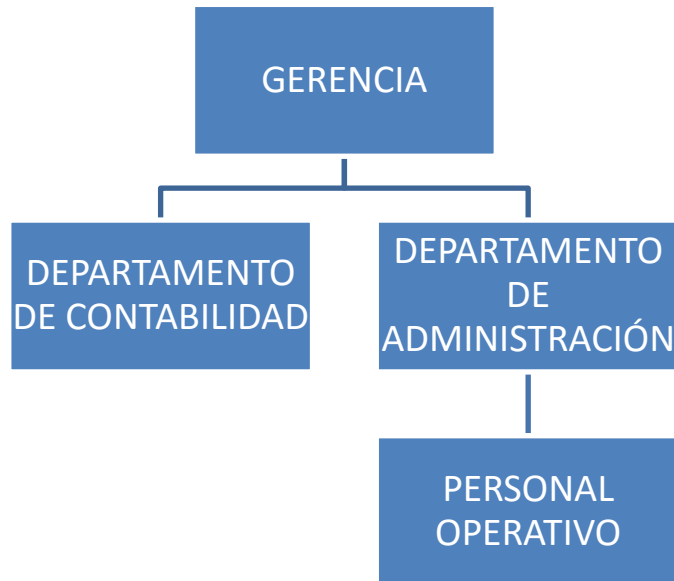 GERENCIA
DEPARTAMENTO
DE CONTABILIDAD
DEPARTAMENTO
DE
ADMINISTRACIÓN
PERSONAL
OPERATIVO